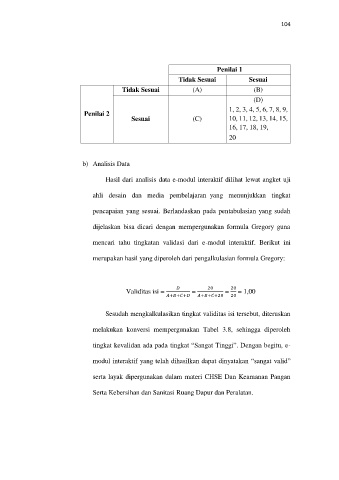 104
Penilai 1
Tidak Sesuai Sesuai
Penilai 2 Tidak Sesuai (A) (B)
Sesuai (C) (D)
1, 2, 3, 4, 5, 6, 7, 8, 9,
10, 11, 12, 13, 14, 15,
16, 17, 18, 19,
20
b) Analisis Data
Hasil dari analisis data e-modul interaktif dilihat lewat angket uji
ahli desain dan media pembelajaran yang menunjukkan tingkat
pencapaian yang sesuai. Berlandaskan pada pentabulasian yang sudah
dijelaskan bisa dicari dengan mempergunakan formula Gregory guna
mencari tahu tingkatan validasi dari e-modul interaktif. Berikut ini
merupakan hasil yang diperoleh dari pengalkulasian formula Gregory:
Validitas isi = D/(A+B+C+D) = 20/(A+B+C+20) = 20/20 = 1,00
Sesudah mengkalkulasikan tingkat validitas isi tersebut, diteruskan
melakukan konversi mempergunakan Tabel 3.8, sehingga diperoleh
tingkat kevalidan ada pada tingkat “Sangat Tinggi”. Dengan begitu, e-
modul interaktif yang telah dihasilkan dapat dinyatakan “sangat valid”
serta layak dipergunakan dalam materi CHSE Dan Keamanan Pangan
Serta Kebersihan dan Sanitasi Ruang Dapur dan Peralatan.